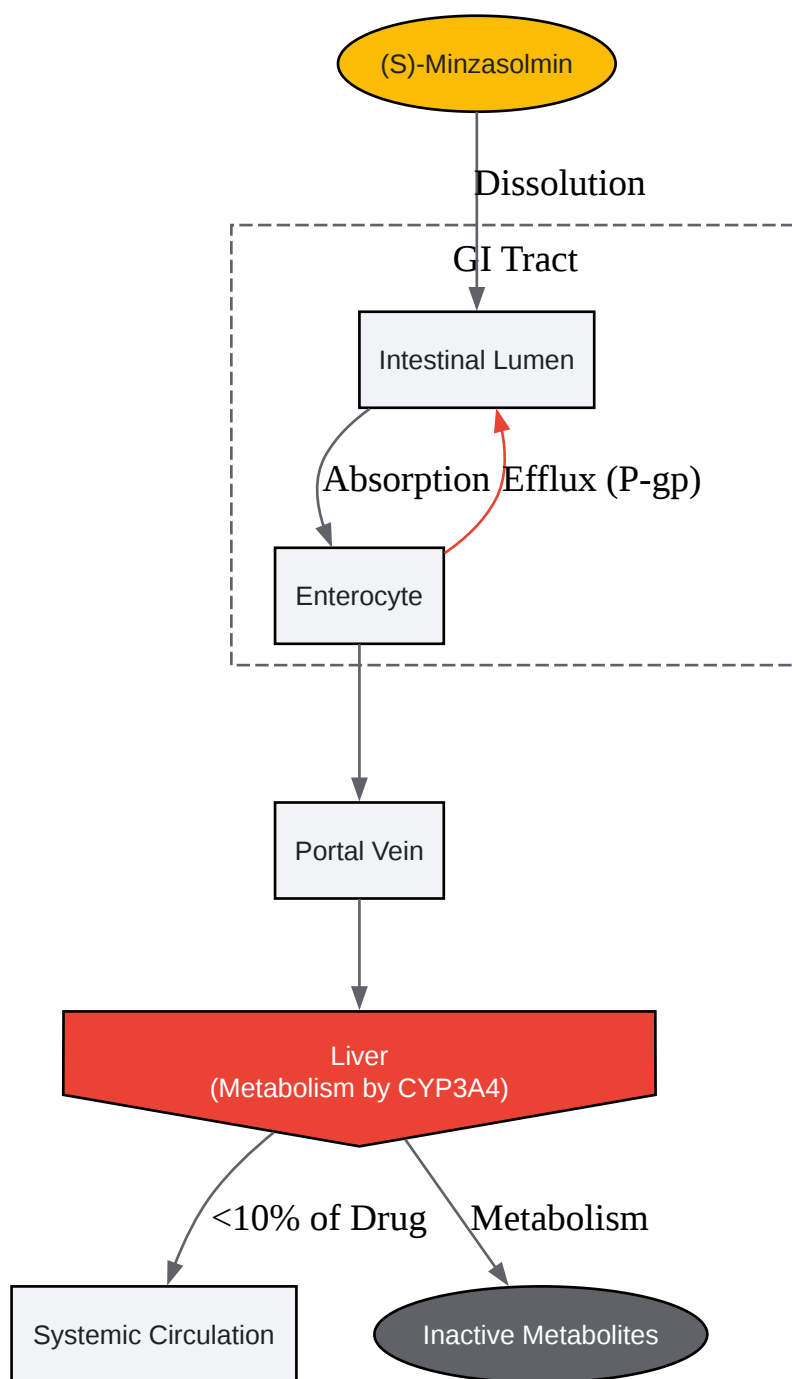 (S)-Minzasolmin
Dissolution
GI Tract
Intestinal Lumen
Absorption
Efflux (P-gp)
Enterocyte
Portal Vein
Liver
(Metabolism by CYP3A4)
<10% of Drug
Metabolism
Systemic Circulation
Inactive Metabolites